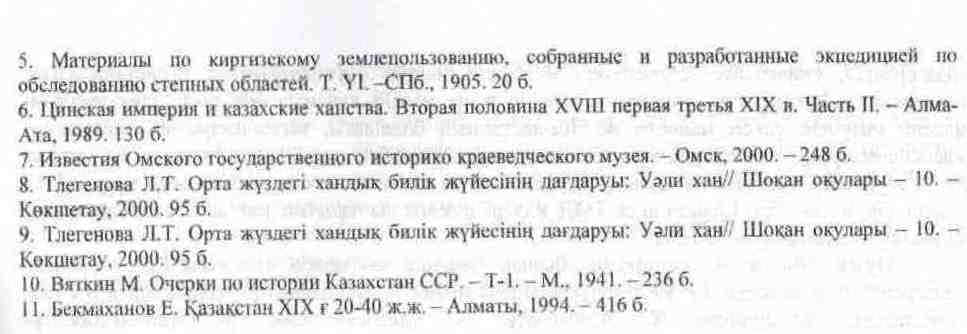 5. Материалы по киргизскому землепользованию, собранные и разработанные экпедицией по
обследованию степных областей. Т. YI. –СПб., 1905. 20 б.
6. Цинская империя и казахские ханства. Вторая половина XVIII первая третья XIX в. Часть II. – Алма-
Ата, 1989. 130 б.
7. Известия Омского государственного историко краеведческого музея. – Омск, 2000. – 248 б.
8. Тлегенова Л.Т. Орта жүздегі хандық билік жүйесінің дағдаруы: Уәли хан// Шоқан оқулары – 10. –
Көкшетау, 2000. 95 б.
9. Тлегенова Л.Т. Орта жүздегі хандық билік жүйесінің дағдаруы: Уәли хан// Шоқан оқулары – 10. –
Көкшетау, 2000. 95 б.
10. Вяткин М. Очерки по истории Казахстан ССР. – Т-1. – М., 1941. – 236 б.
11. Бекмаханов Е. Қазақстан XIX ғ 20-40 ж.ж. – Алматы, 1994. – 416 б.